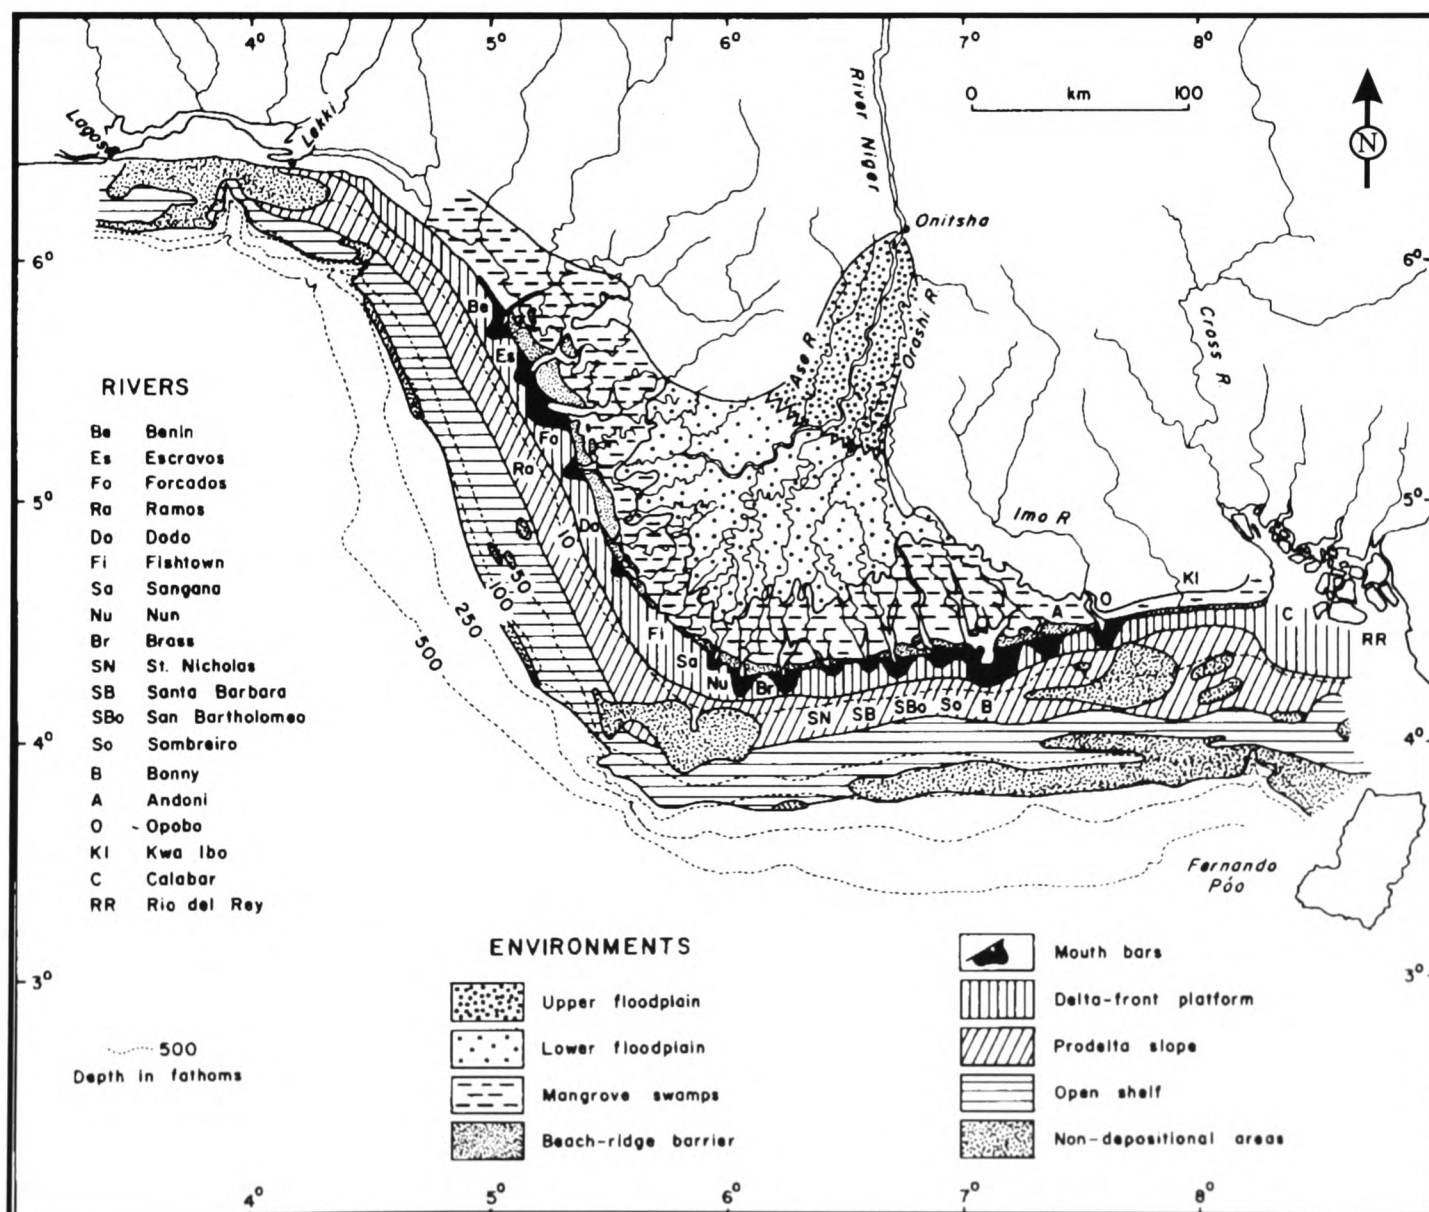 4° 5° 6° 7° 8°
0 km 100
N
Lagos
Lekki
River Niger
Onitsha
6° 6°
Ase R
Orashi R
Cross R
Be
Es
RIVERS
Be Benin
Es Escravos
Fo Forcados
Ra Ramos
Do Dodo
Fi Fishtown
Sa Sangana
Nu Nun
Br Brass
SN St. Nicholas
SB Santa Barbara
SBo San Bartholomeo
So Sombreiro
B Bonny
A Andoni
O - Opobo
KI Kwa Ibo
C Calabar
RR Rio del Rey
Fo
Ra
5° 5°
Do
Imo R
10
50
100
250
500
KI
A O
C
RR
Fi
Sa
Nu
Br
SN SB SBo So B
4° 4°
Fernando
Póo
ENVIRONMENTS
Upper floodplain
Lower floodplain
Mangrove swamps
Beach-ridge barrier
Mouth bars
Delta-front platform
Prodelta slope
Open shelf
Non-depositional areas
3° 3°
500
Depth in fathoms
4° 5° 6° 7° 8°